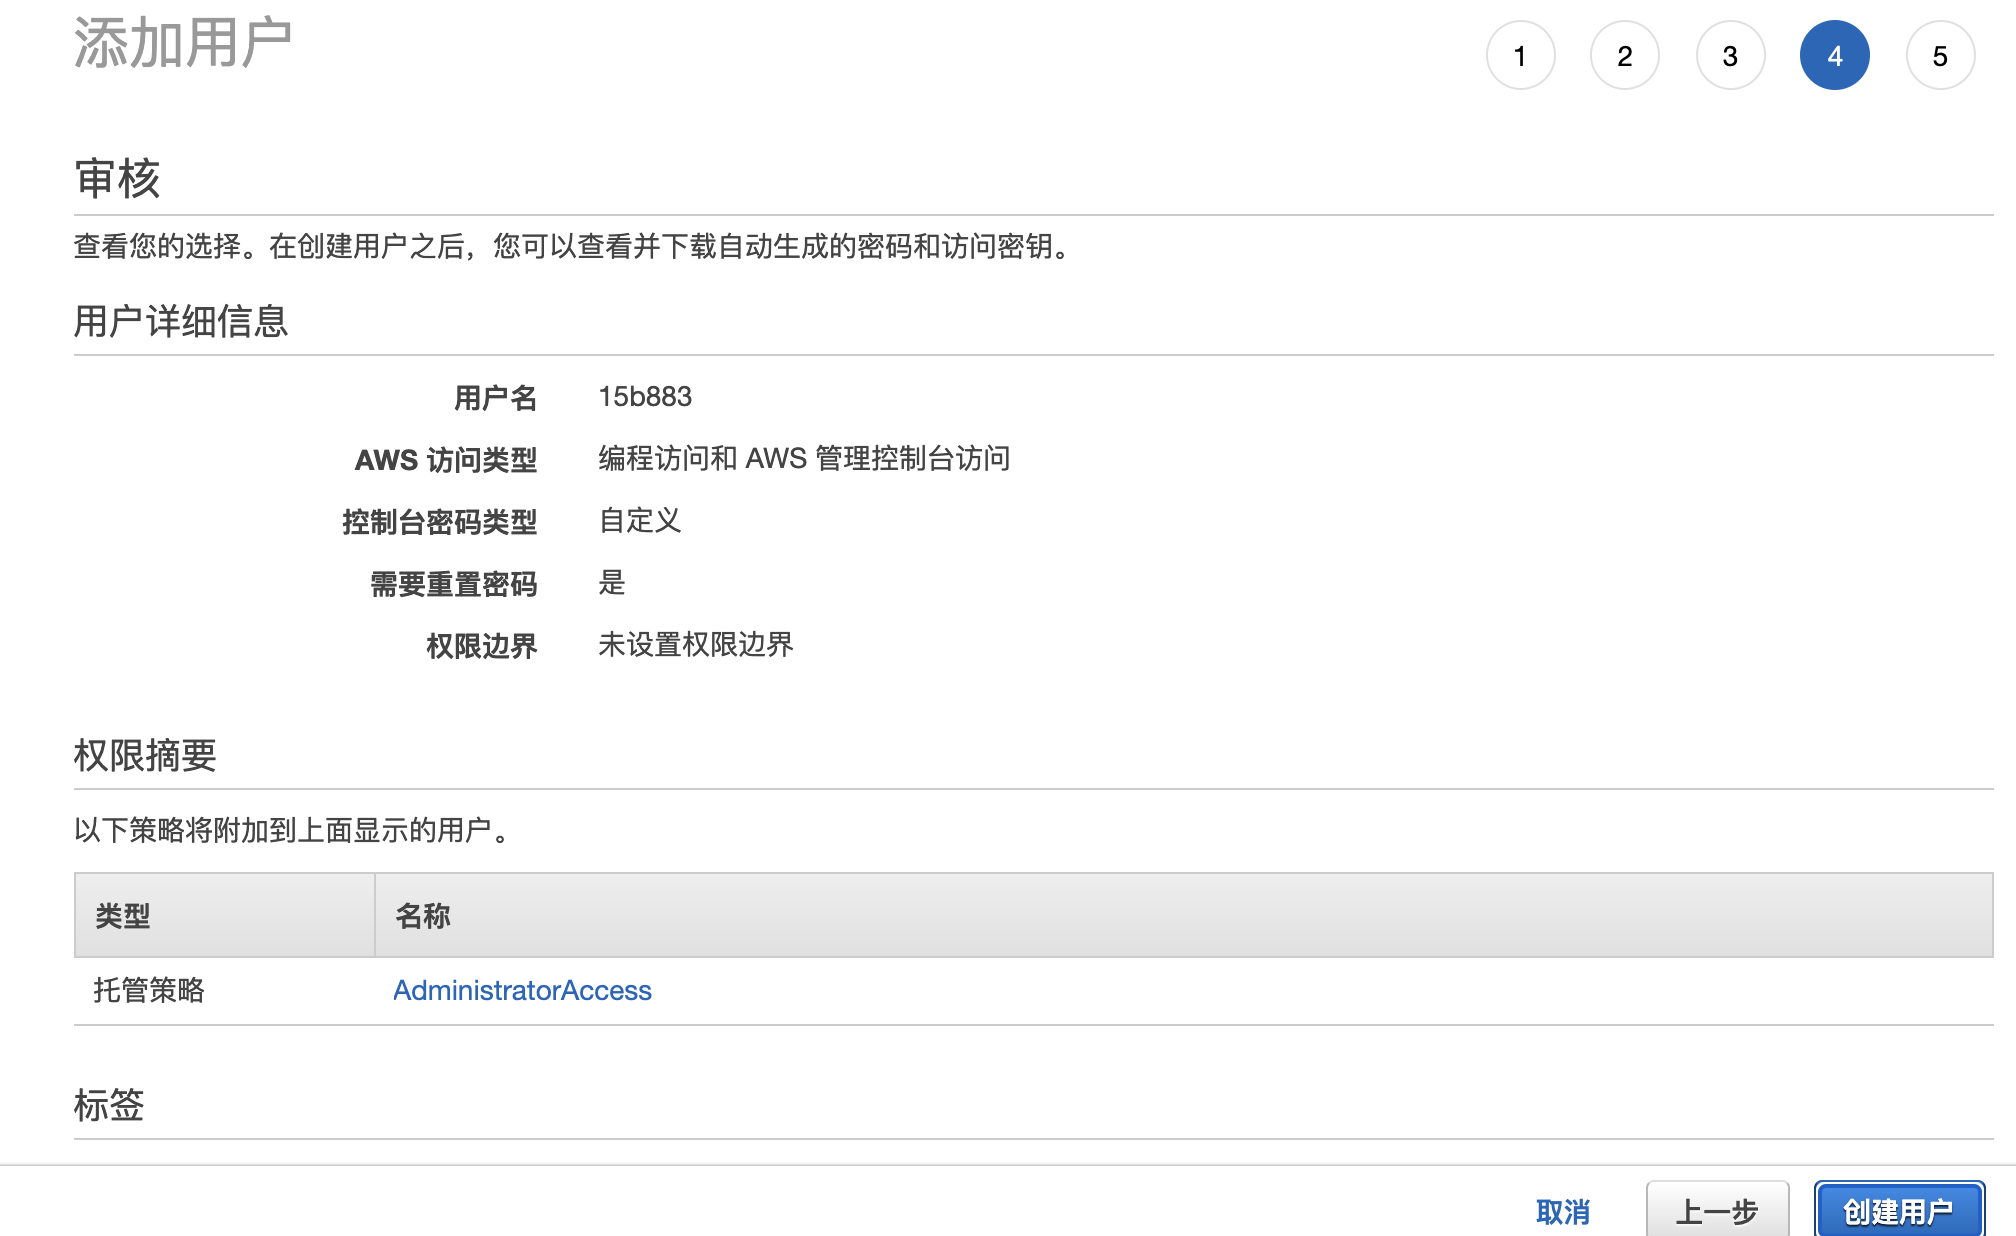 添加用户
1 2 3 4 5
审核
查看您的选择。在创建用户之后，您可以查看并下载自动生成的密码和访问密钥。
用户详细信息
用户名 15b883
AWS 访问类型 编程访问和 AWS 管理控制台访问
控制台密码类型 自定义
需要重置密码 是
权限边界 未设置权限边界
权限摘要
以下策略将附加到上面显示的用户。
类型 名称
托管策略 AdministratorAccess
标签
取消 上一步 创建用户